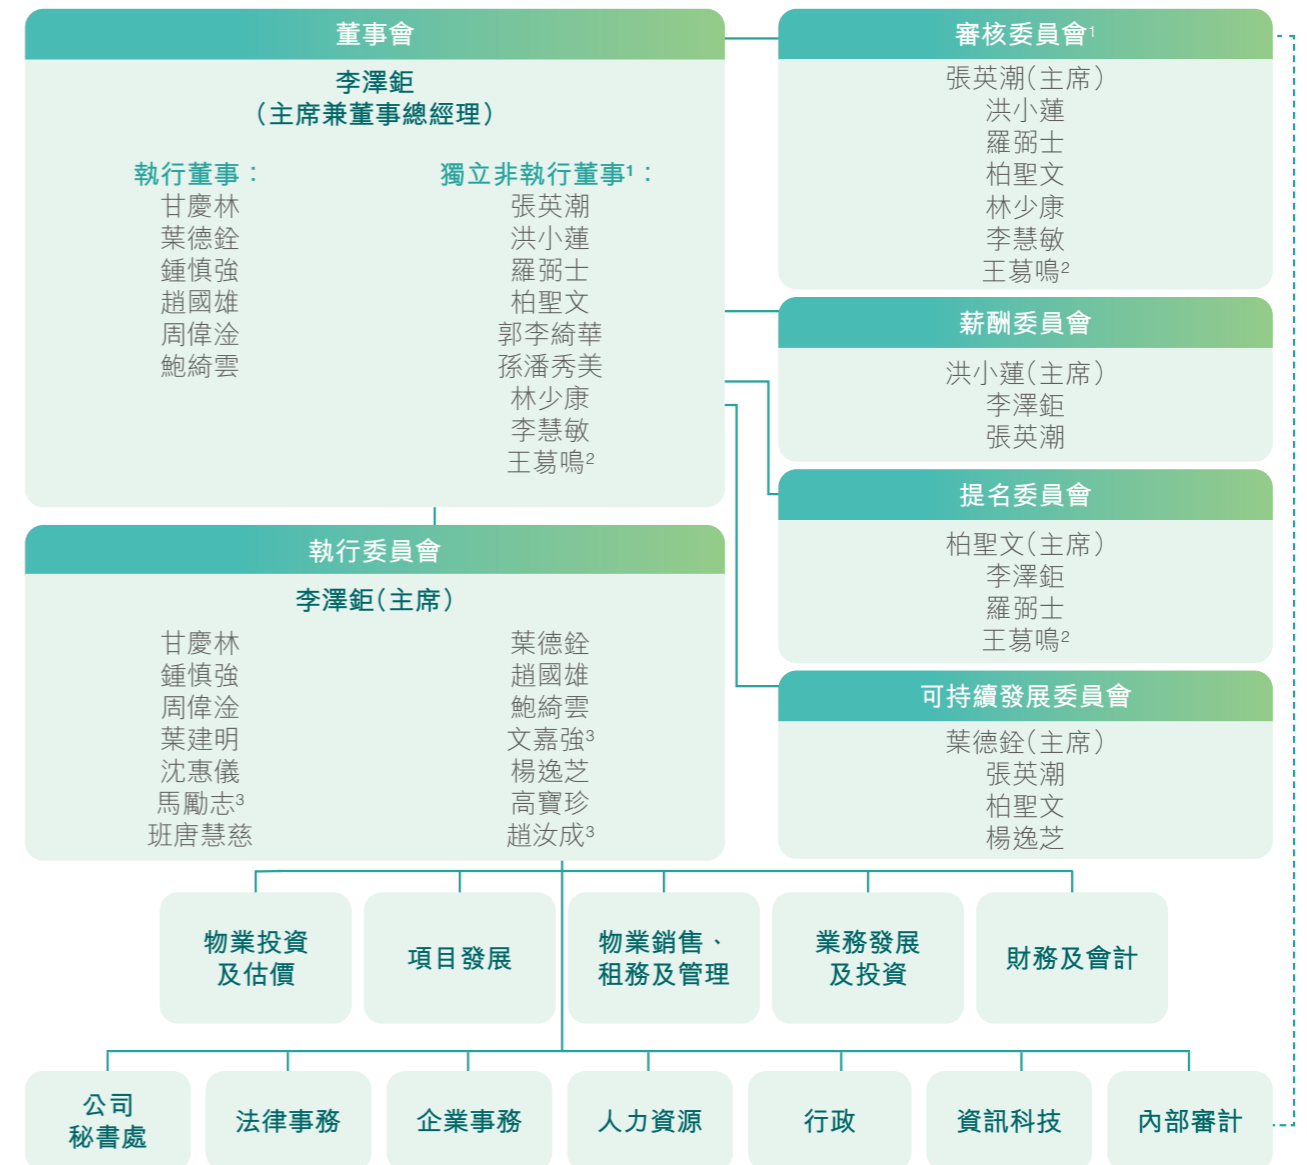 董事會
李澤鉅
（主席兼董事總經理）
執行董事：
甘慶林
葉德銓
鍾慎強
趙國雄
周偉淦
鮑綺雲
獨立非執行董事1：
張英潮
洪小蓮
羅弼士
柏聖文
郭李綺華
孫潘秀美
林少康
李慧敏
王䓪鳴2
審核委員會1
張英潮（主席）
洪小蓮
羅弼士
柏聖文
林少康
李慧敏
王䓪鳴2
薪酬委員會
洪小蓮（主席）
李澤鉅
張英潮
提名委員會
柏聖文（主席）
李澤鉅
羅弼士
王䓪鳴2
可持續發展委員會
葉德銓（主席）
張英潮
柏聖文
楊逸芝
執行委員會
李澤鉅（主席）
甘慶林
鍾慎強
周偉淦
葉建明
沈惠儀
馬勵志3
班唐慧慈
葉德銓
趙國雄
鮑綺雲
文嘉強3
楊逸芝
高寶珍
趙汝成3
物業投資
及估價
項目發展
物業銷售、
租務及管理
業務發展
及投資
財務及會計
公司
秘書處
法律事務
企業事務
人力資源
行政
資訊科技
內部審計